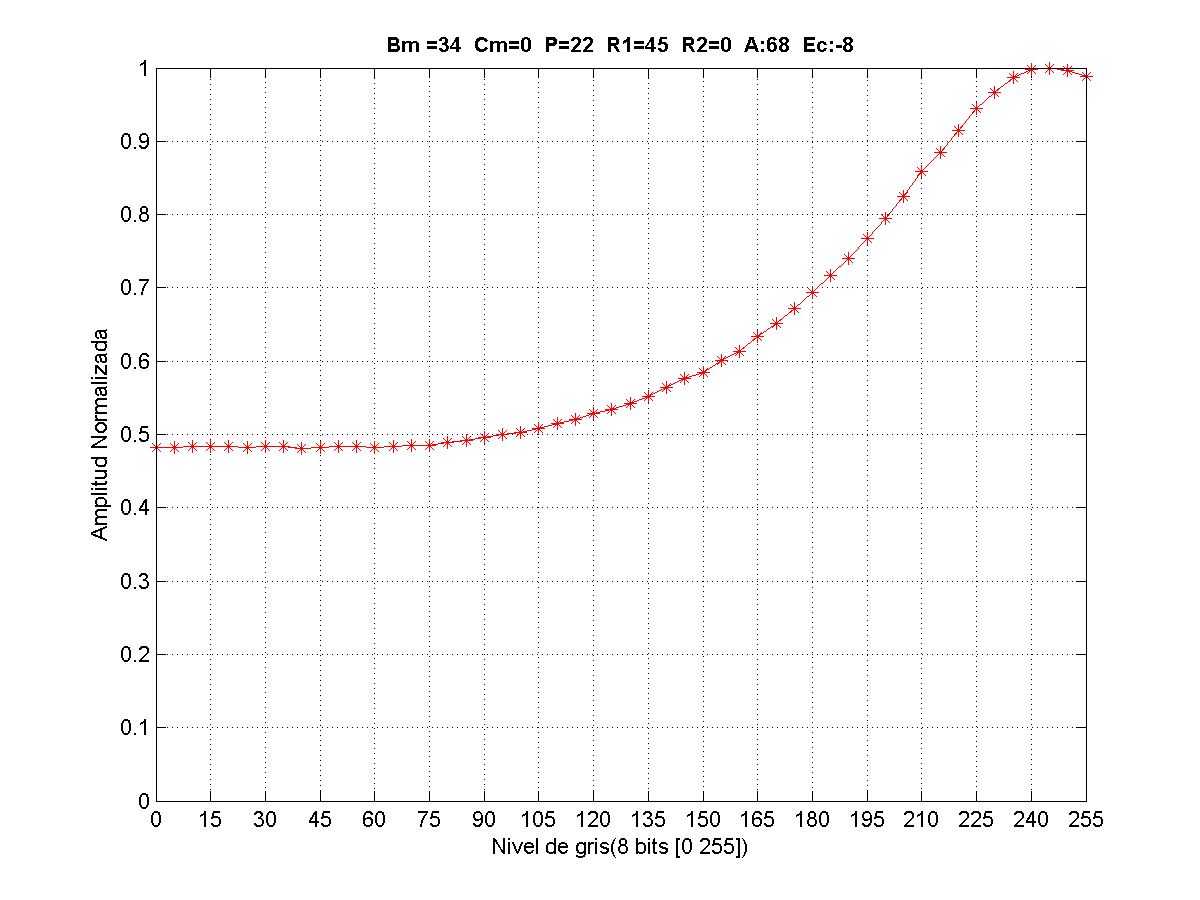 Bm =34 Cm=0 P=22 R1=45 R2=0 A:68 Ec:-8
1
0.9
0.8
0.7
0.6
0.5
0.4
0.3
0.2
0.1
0
Amplitud Normalizada
0 15 30 45 60 75 90 105 120 135 150 165 180 195 210 225 240 255
Nivel de gris(8 bits [0 255])